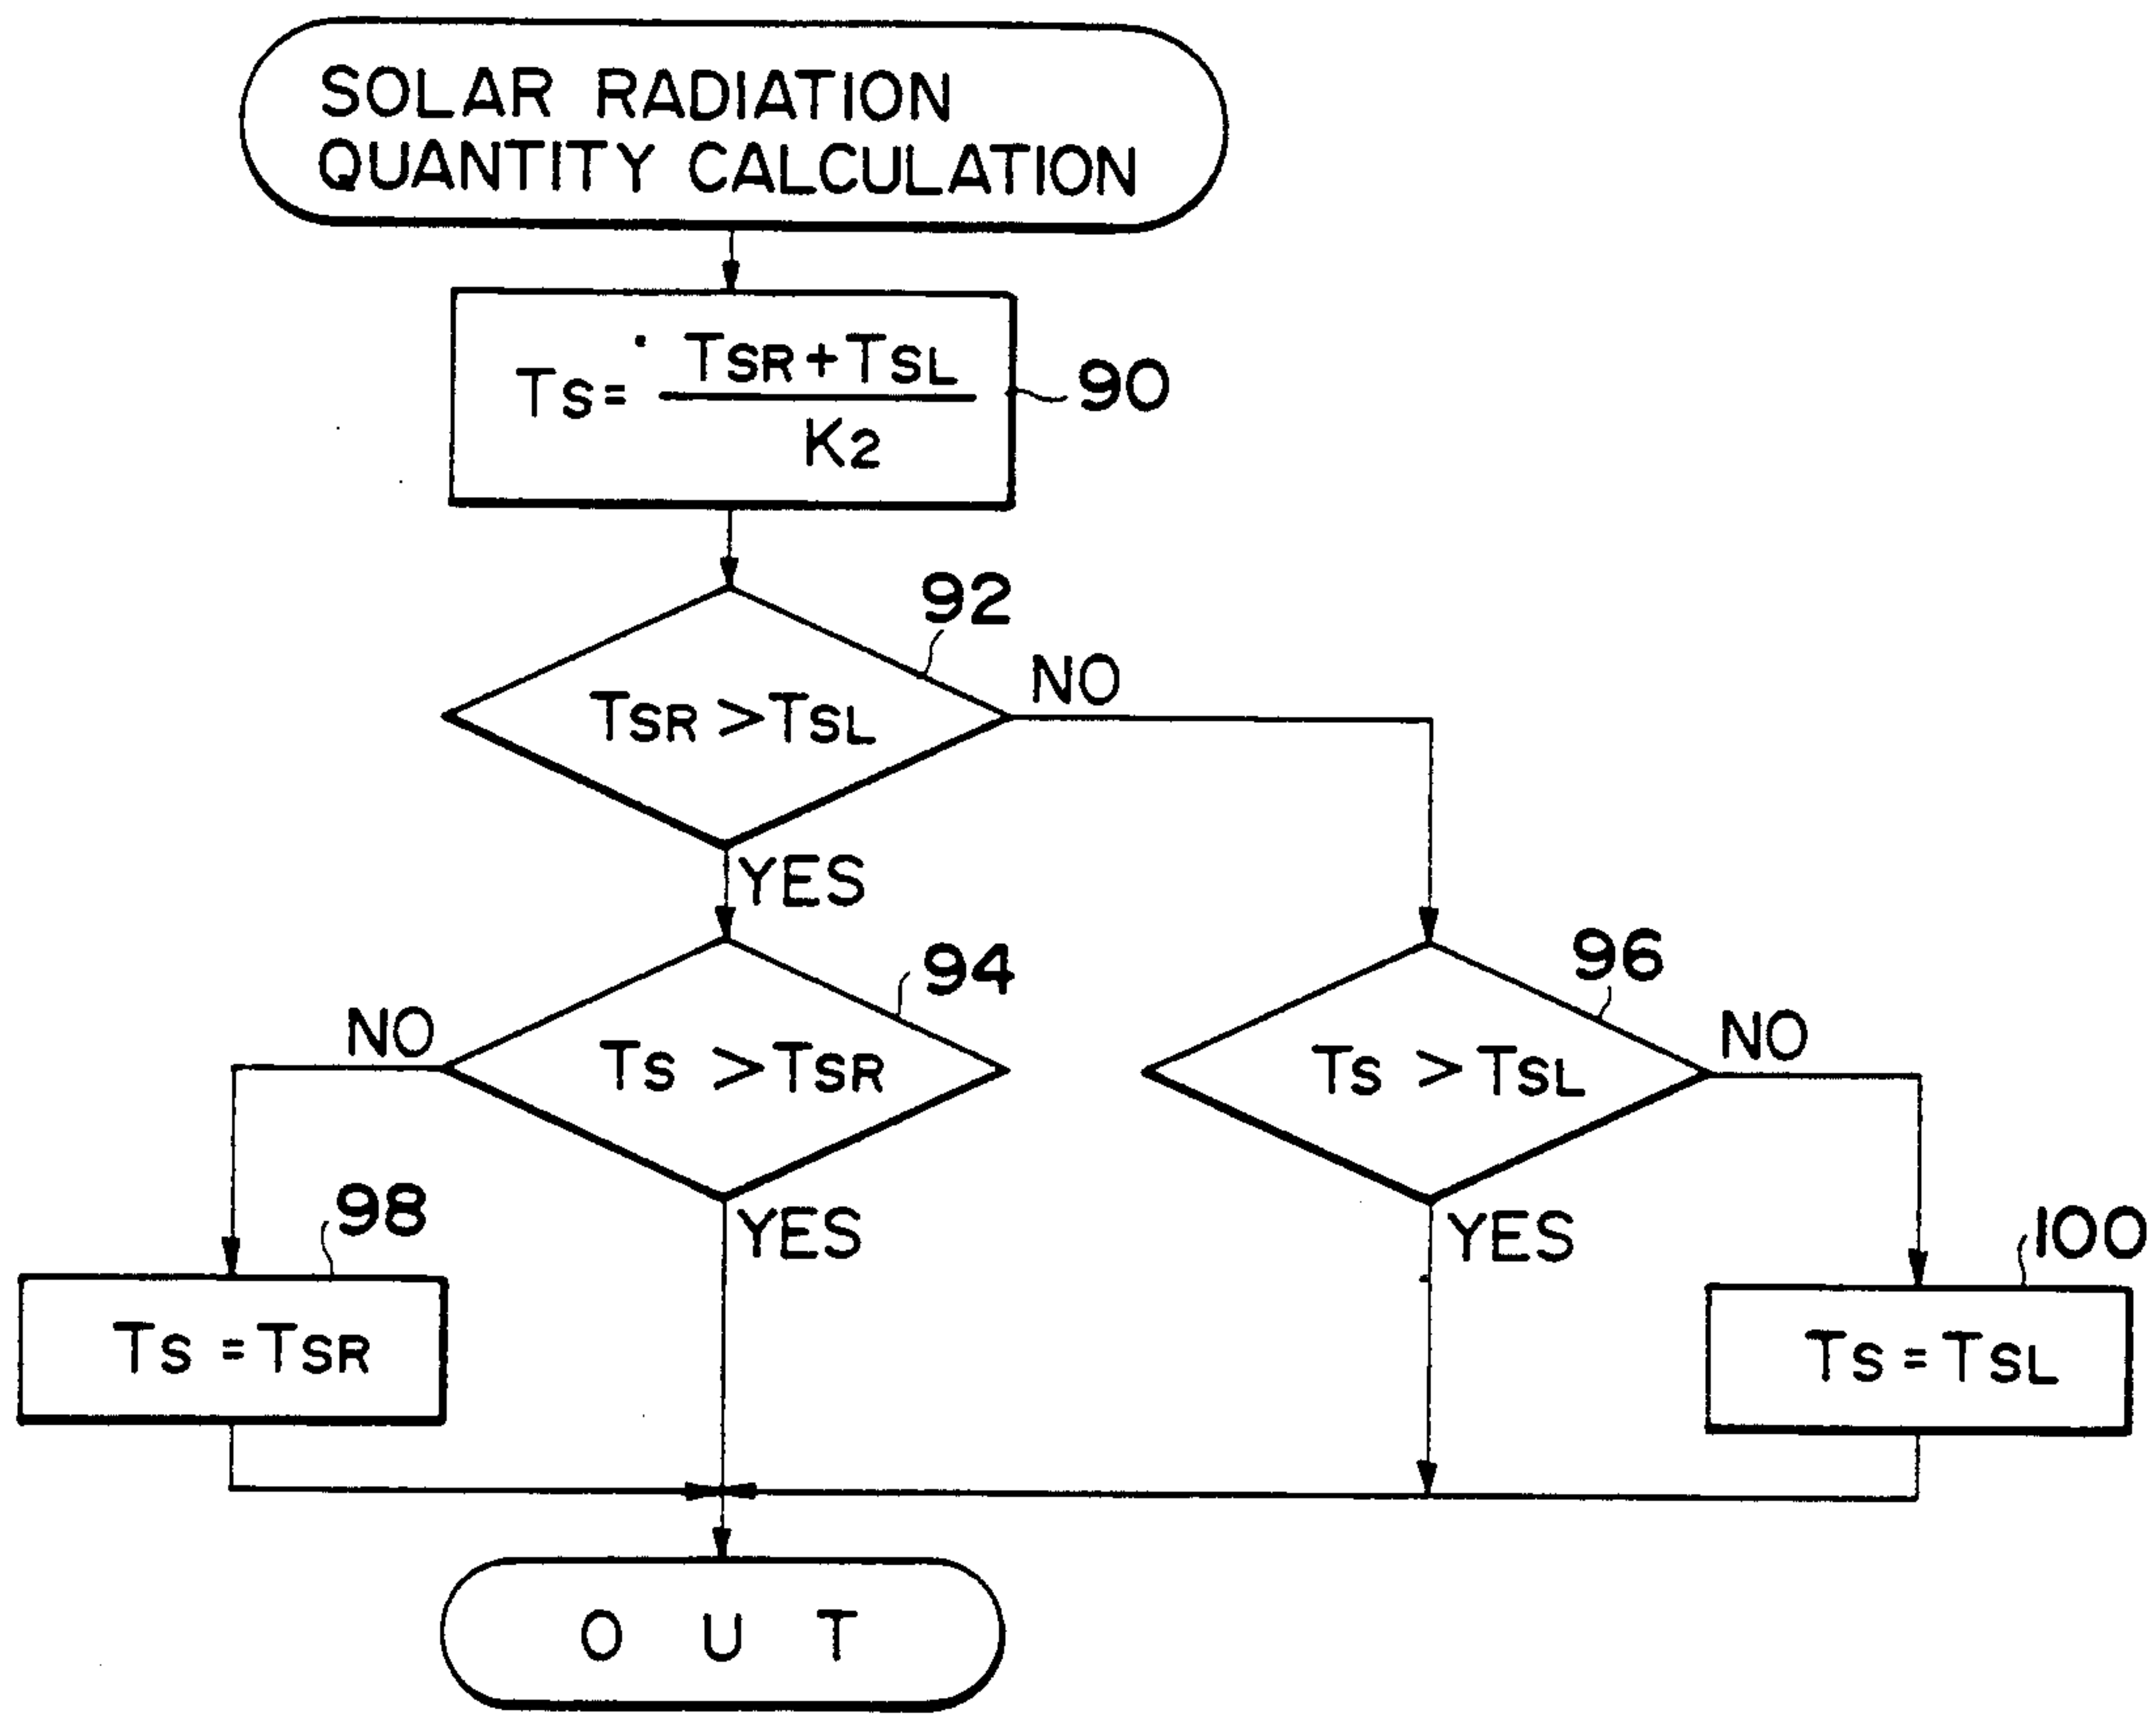 SOLAR RADIATION
QUANTITY CALCULATION
TS= TSR+TSL
K2
90
92
TSR >TSL
NO
YES
94
96
NO
TS >TSR
TS >TSL
NO
98
YES
YES
100
TS =TSR
TS =TSL
O U T